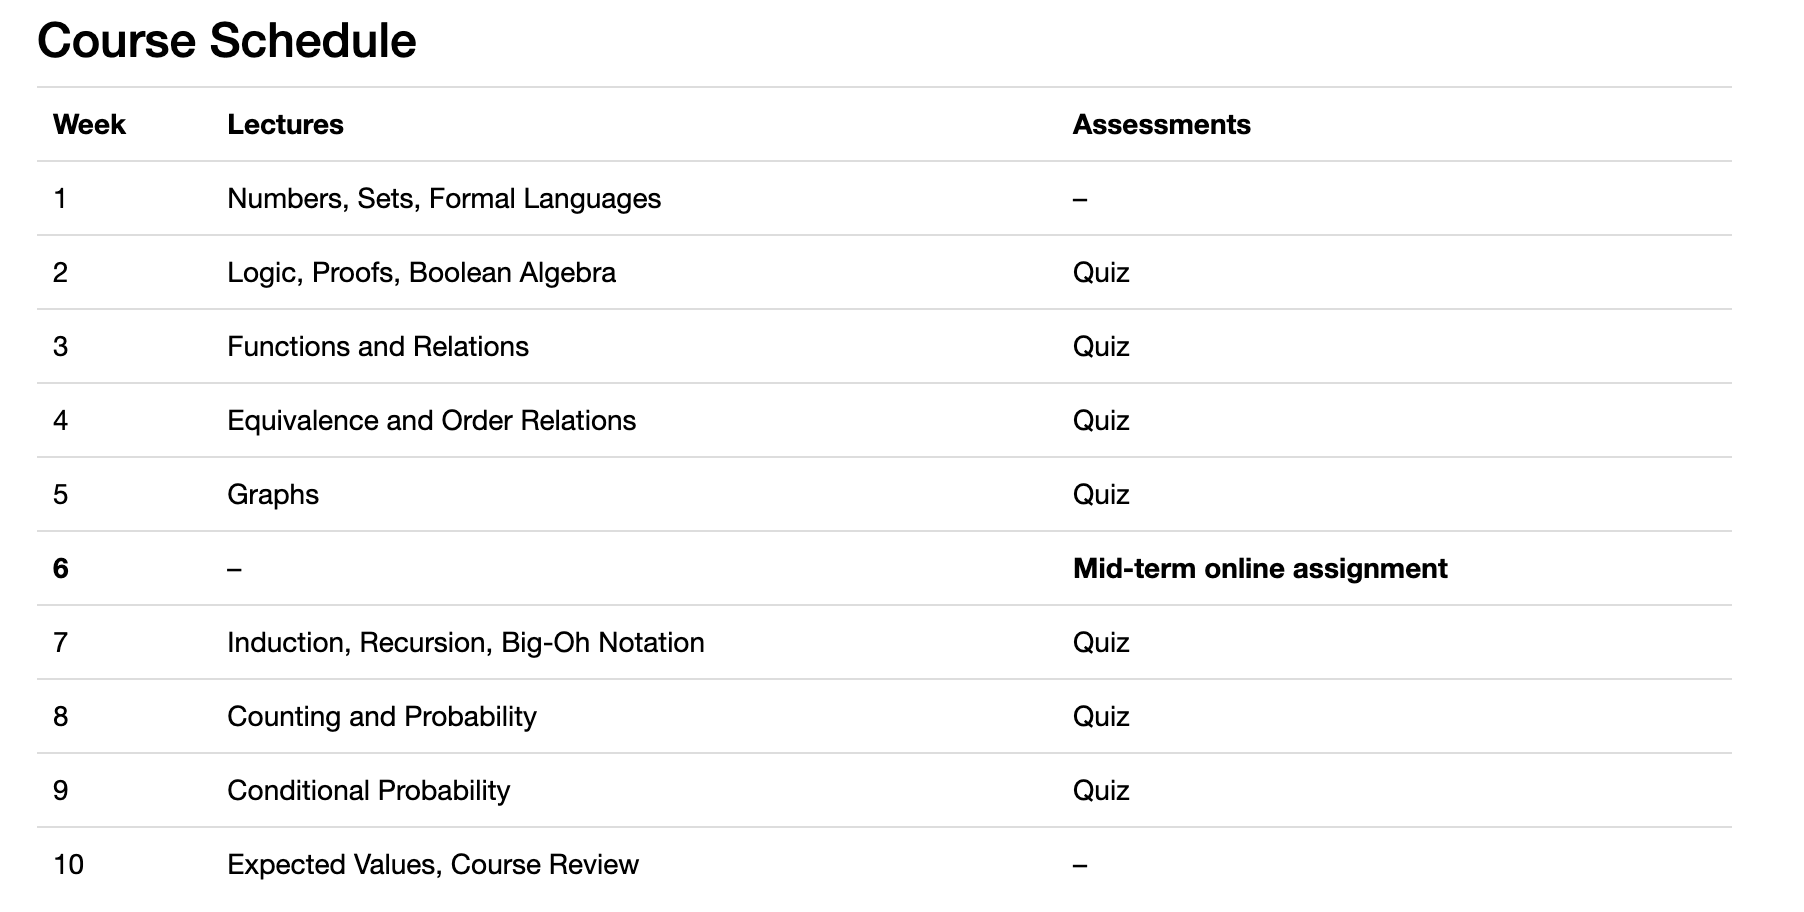 Course Schedule
Week Lectures Assessments
1 Numbers, Sets, Formal Languages –
2 Logic, Proofs, Boolean Algebra Quiz
3 Functions and Relations Quiz
4 Equivalence and Order Relations Quiz
5 Graphs Quiz
6 – Mid-term online assignment
7 Induction, Recursion, Big-Oh Notation Quiz
8 Counting and Probability Quiz
9 Conditional Probability Quiz
10 Expected Values, Course Review –